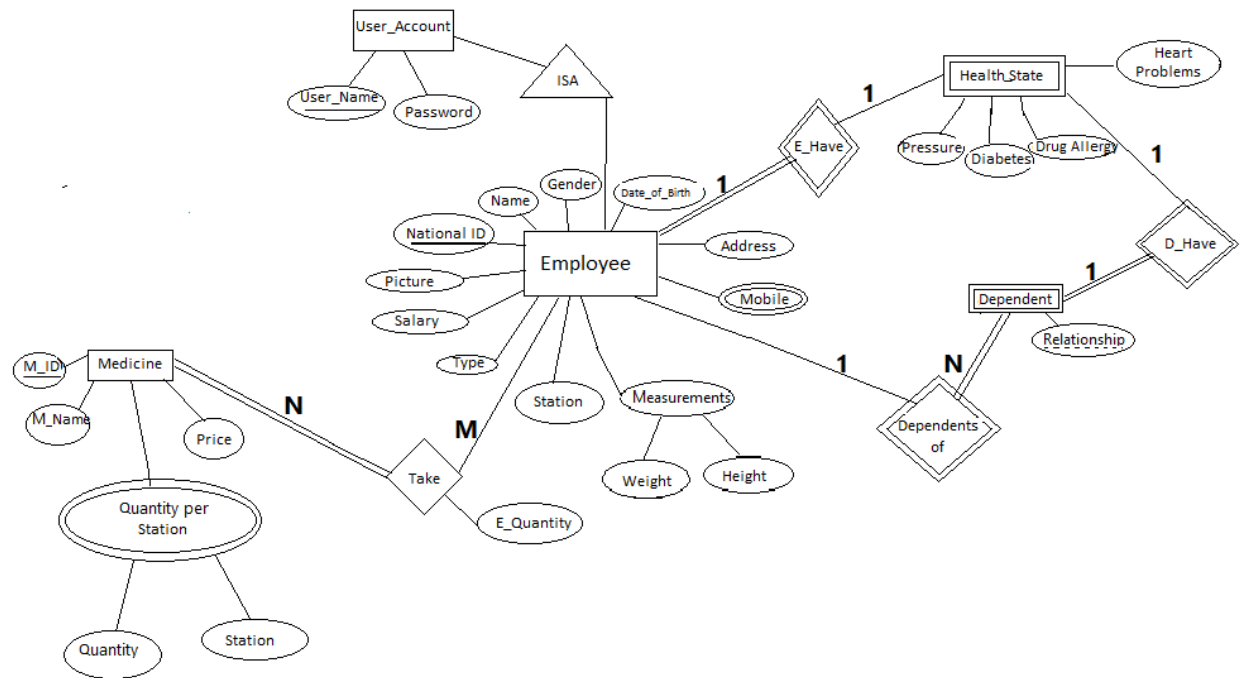 User_Account
ISA
User_Name
Password
Health_State
Heart
Problems
Pressure
Diabetes
Drug Allergy
1
E_Have
1
1
D_Have
1
Name
Gender
Date_of_Birth
National ID
Employee
Address
Picture
Mobile
Salary
Type
Station
Measurements
Weight
Height
Dependent
Relationship
1
N
Dependents
of
Medicine
M_ID
M_Name
Price
N
M
Take
E_Quantity
Quantity per
Station
Quantity
Station